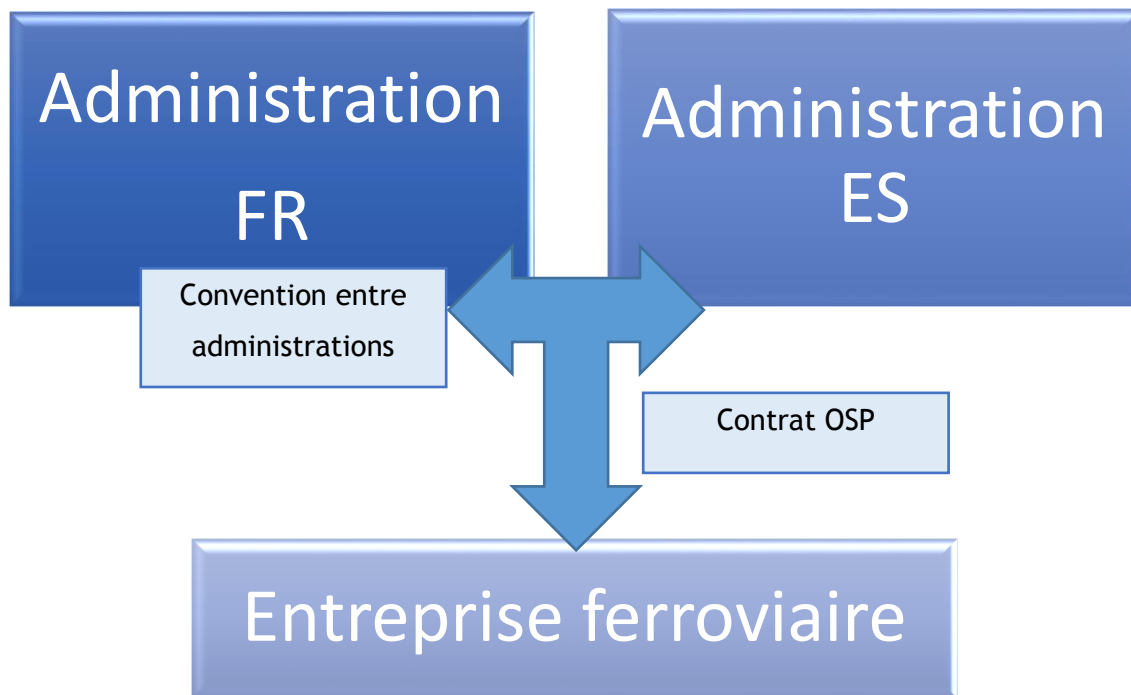 Administration
FR
Administration
ES
Convention entre
administrations
Contrat OSP
Entreprise ferroviaire